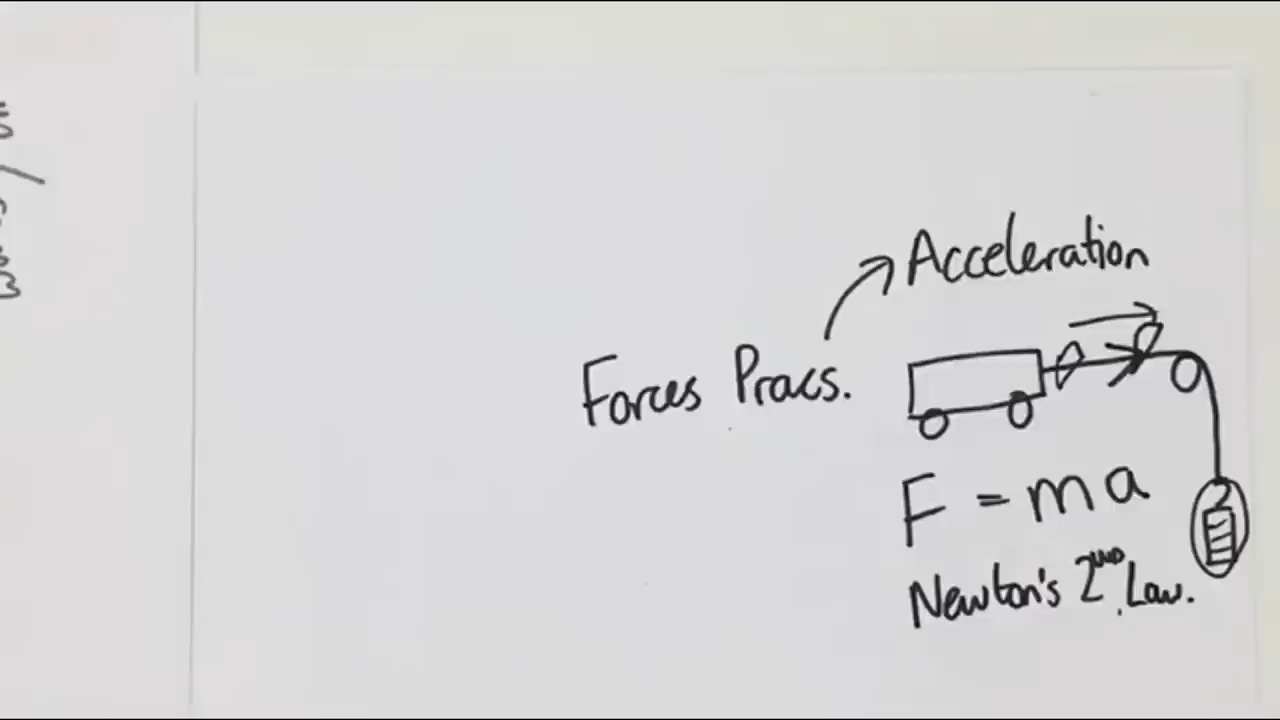 Acceleration
Forces Pracs.
F = ma
Newton's 2nd Law.